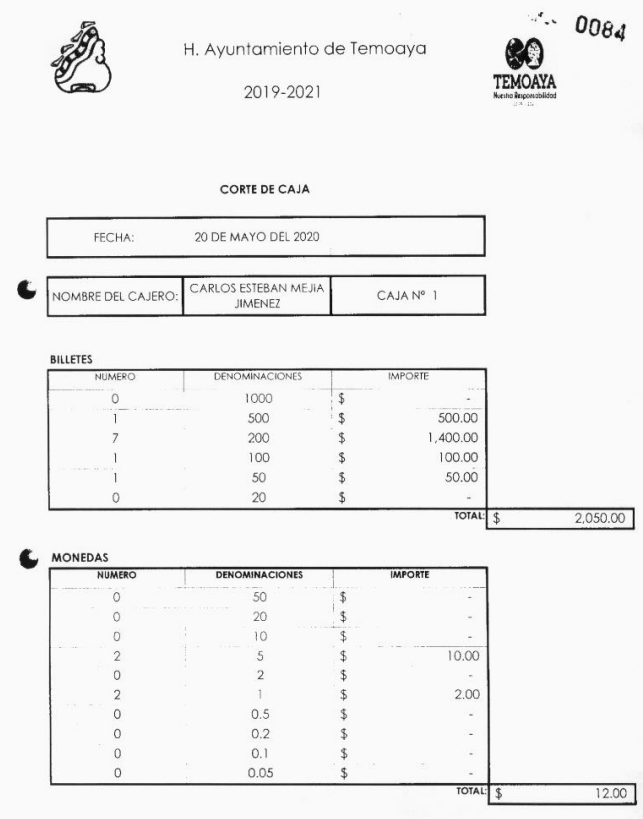 0084
H. Ayuntamiento de Temoaya
2019-2021
TEMOAYA
Nuestra Responsabilidad
CORTE DE CAJA
FECHA: 20 DE MAYO DEL 2020
NOMBRE DEL CAJERO: CARLOS ESTEBAN MEJIA JIMENEZ CAJA Nº 1
BILLETES
NUMERO DENOMINACIONES IMPORTE
0 1000 $ -
1 500 $ 500.00
7 200 $ 1,400.00
1 100 $ 100.00
1 50 $ 50.00
0 20 $ -
TOTAL: $ 2,050.00
MONEDAS
NUMERO DENOMINACIONES IMPORTE
0 50 $ -
0 20 $ -
0 10 $ -
2 5 $ 10.00
0 2 $ -
2 1 $ 2.00
0 0.5 $ -
0 0.2 $ -
0 0.1 $ -
0 0.05 $ -
TOTAL: $ 12.00